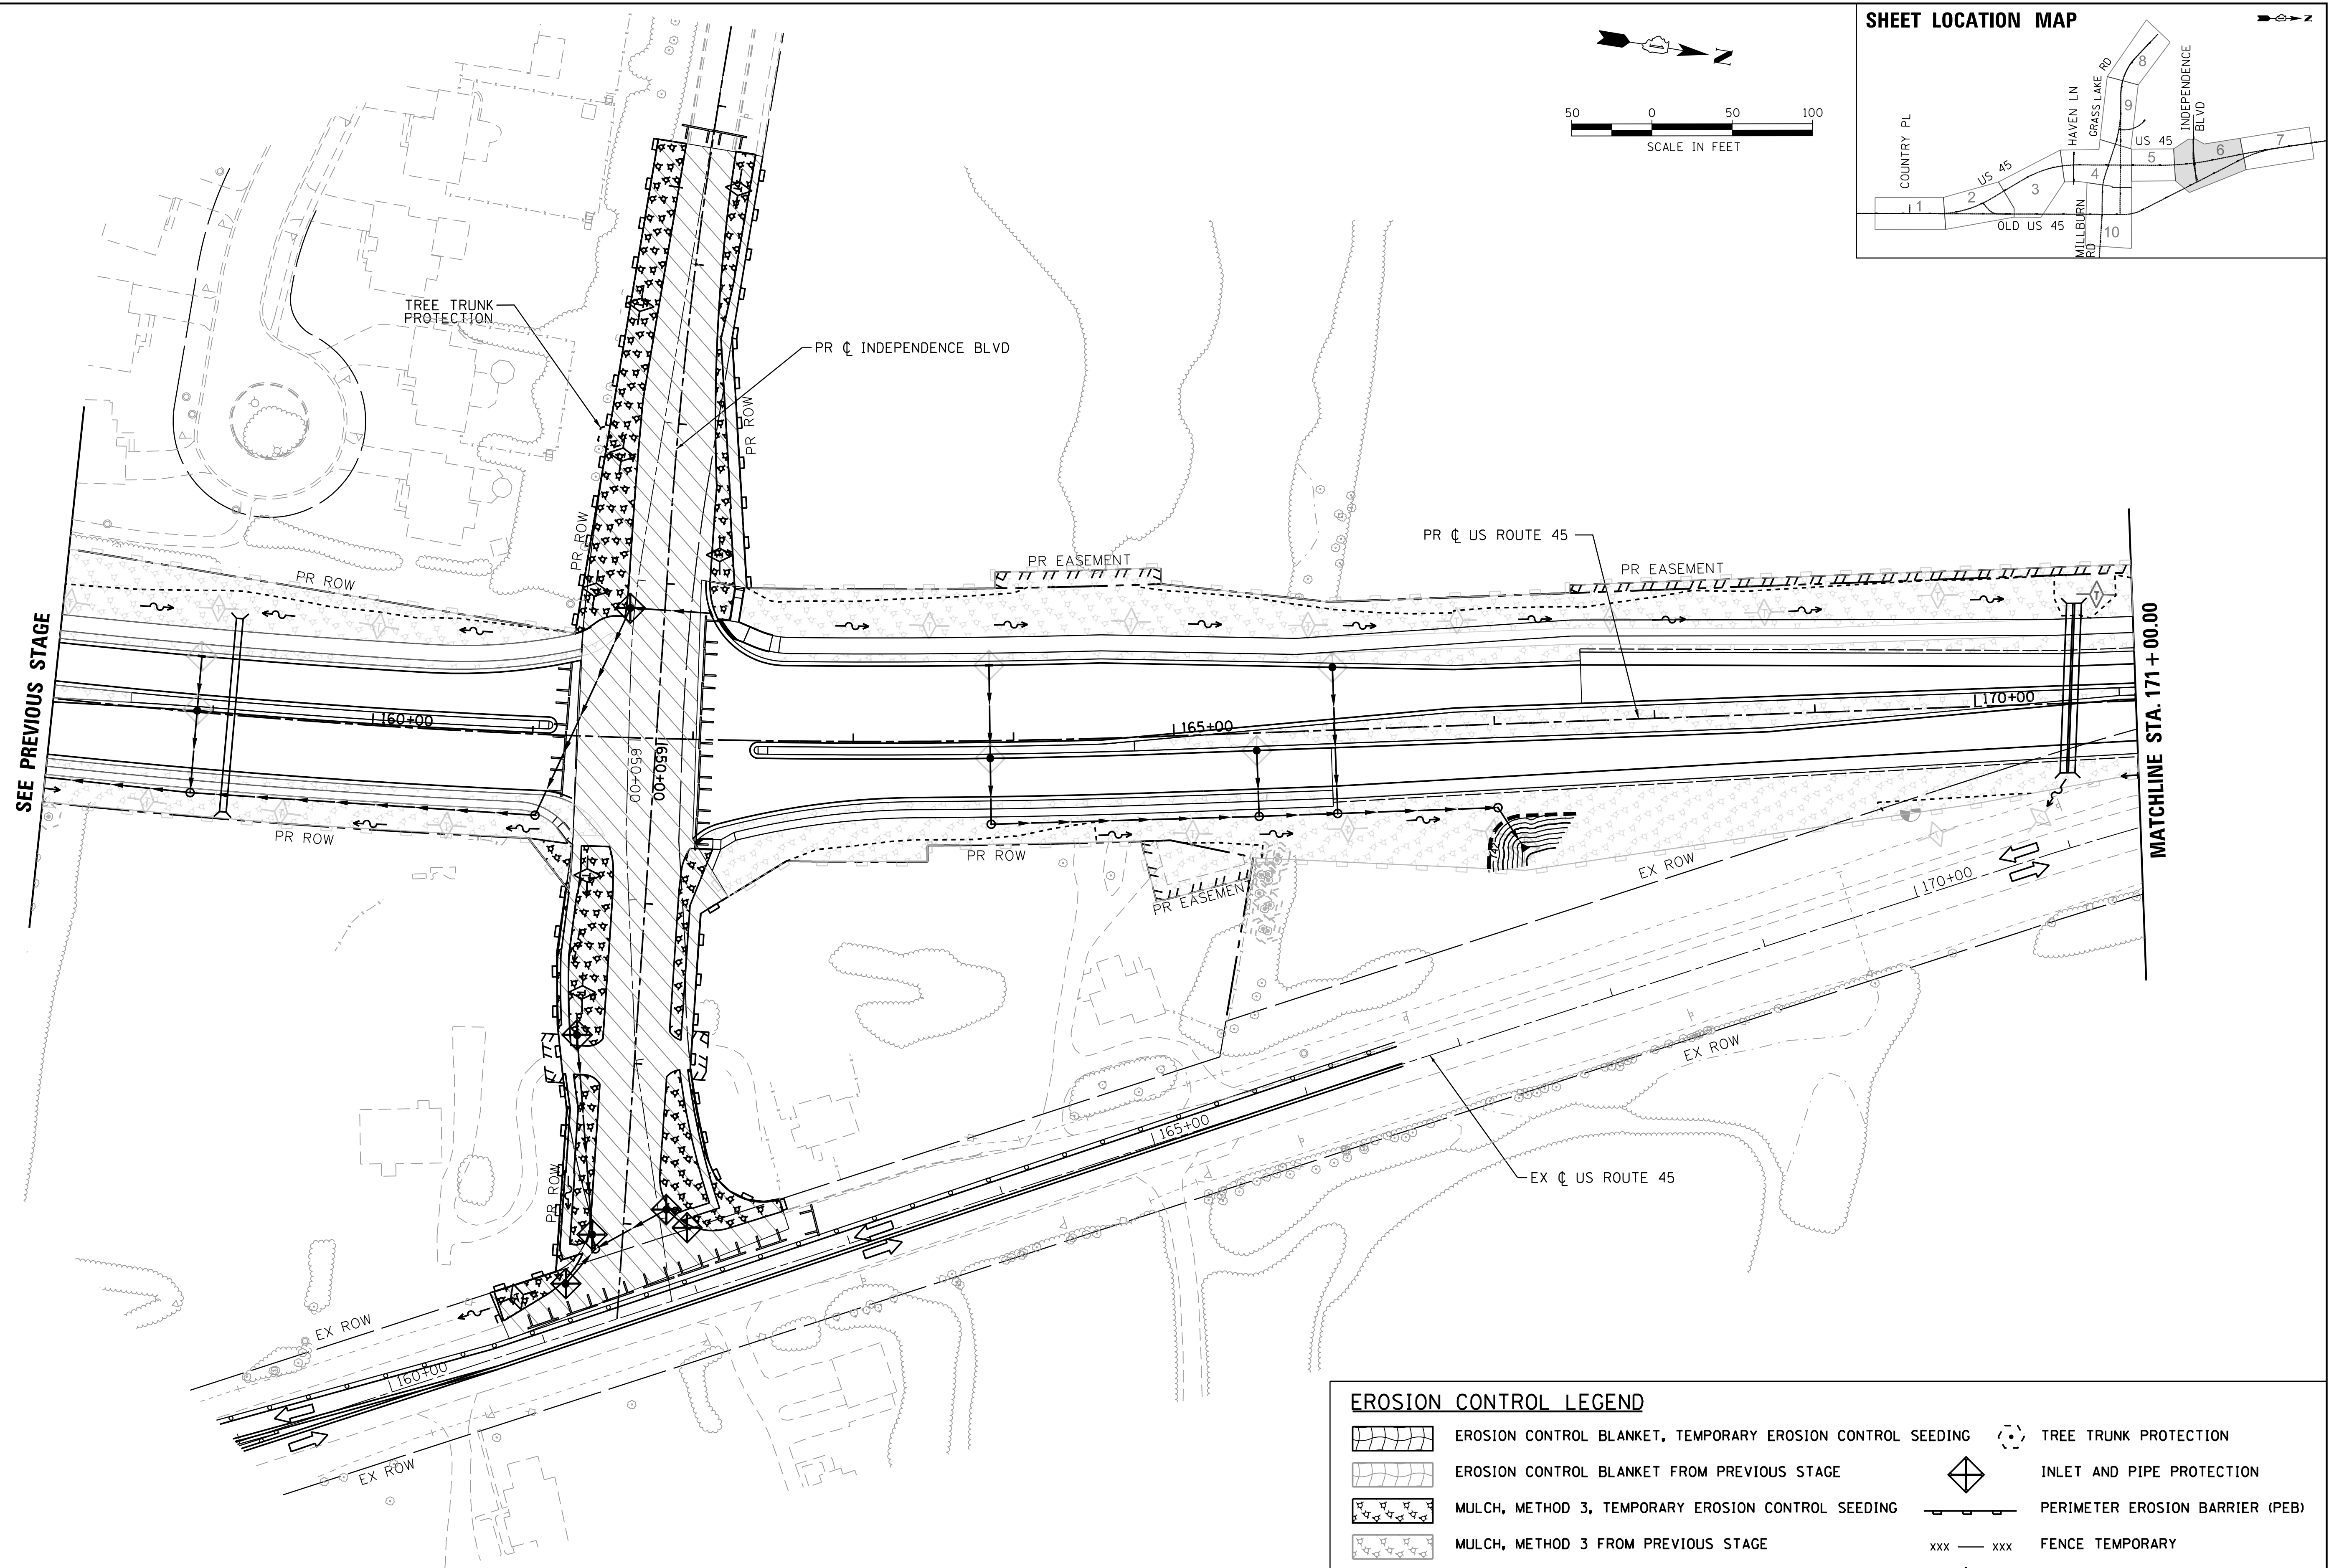 SHEET LOCATION MAP
N
COUNTRY PL
US 45
HAVEN LN
GRASS LAKE RD
US 45
INDEPENDENCE
BLVD
OLD US 45
MILLBURN
RD
1
2
3
4
5
6
7
8
9
10
N
50 0 50 100
SCALE IN FEET
TREE TRUNK
PROTECTION
PR ℄ INDEPENDENCE BLVD
PR ROW
PR ROW
PR ROW
PR EASEMENT
PR ℄ US ROUTE 45
PR EASEMENT
SEE PREVIOUS STAGE
MATCHLINE STA. 171 + 00.00
160+00
165+00
170+00
650+00
650+00
PR ROW
PR ROW
PR EASEMENT
742
EX ROW
170+00
EX ROW
165+00
EX ℄ US ROUTE 45
PR ROW
EX ROW
160+00
EX ROW
EROSION CONTROL LEGEND
EROSION CONTROL BLANKET, TEMPORARY EROSION CONTROL SEEDING
TREE TRUNK PROTECTION
EROSION CONTROL BLANKET FROM PREVIOUS STAGE
INLET AND PIPE PROTECTION
MULCH, METHOD 3, TEMPORARY EROSION CONTROL SEEDING
PERIMETER EROSION BARRIER (PEB)
MULCH, METHOD 3 FROM PREVIOUS STAGE
XXX — XXX FENCE TEMPORARY